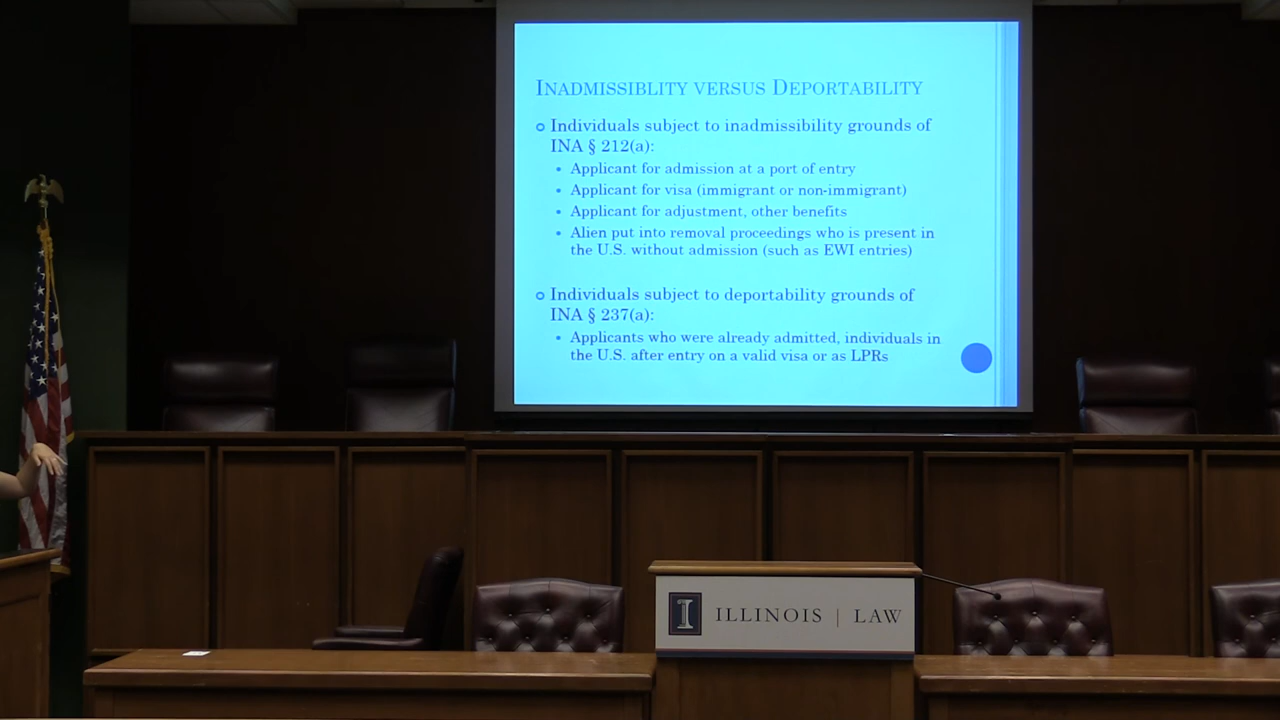 INADMISSIBLITY VERSUS DEPORTABILITY
Individuals subject to inadmissibility grounds of
INA § 212(a):
Applicant for admission at a port of entry
Applicant for visa (immigrant or non-immigrant)
Applicant for adjustment, other benefits
Alien put into removal proceedings who is present in
the U.S. without admission (such as EWI entries)
Individuals subject to deportability grounds of
INA § 237(a):
Applicants who were already admitted, individuals in
the U.S. after entry on a valid visa or as LPRs
I ILLINOIS | LAW